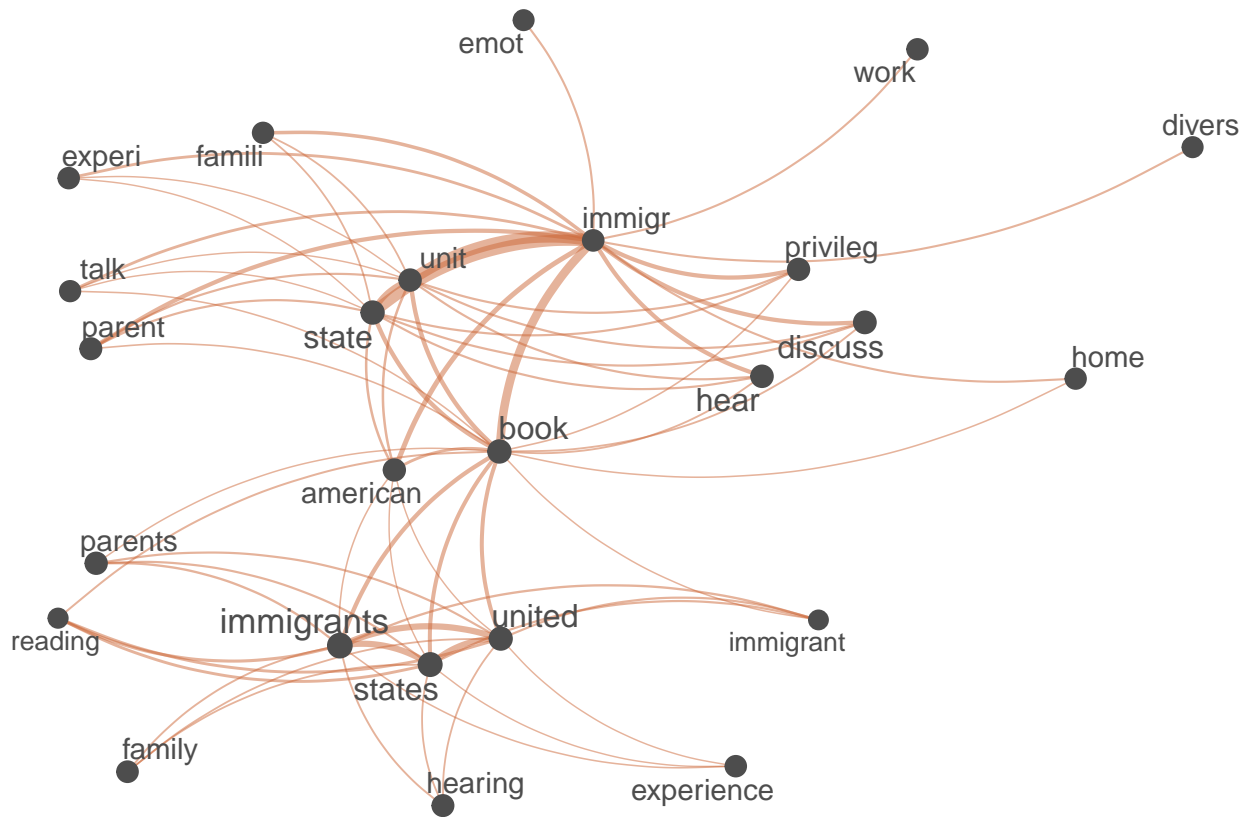 emot
work
divers
experi
famili
immigr
privileg
unit
talk
parent
state
discuss
home
hear
book
american
parents
immigrants
united
reading
immigrant
states
family
hearing
experience